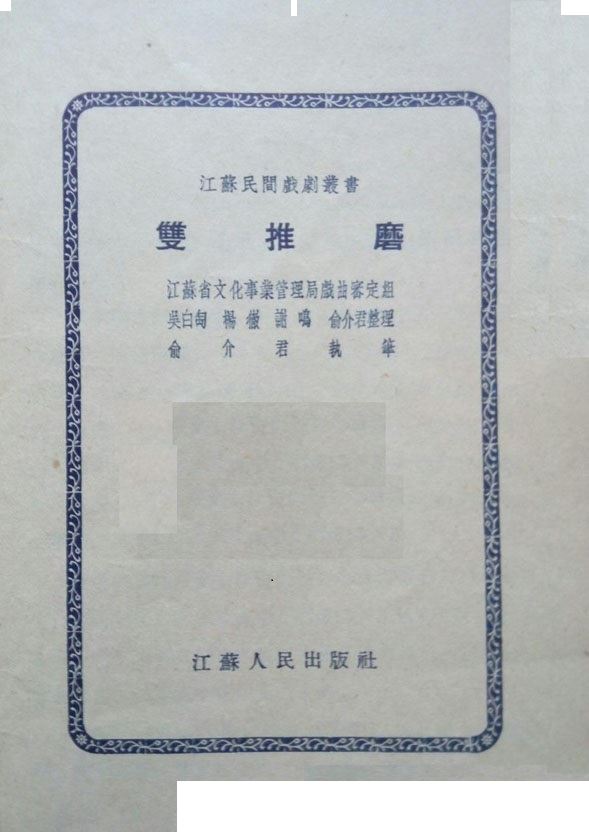 江蘇民間戲劇叢書
雙推磨
江蘇省文化事業管理局戲曲審定組
吳白匋 楊徹 謝鳴 俞介君整理
俞介君執筆
江蘇人民出版社